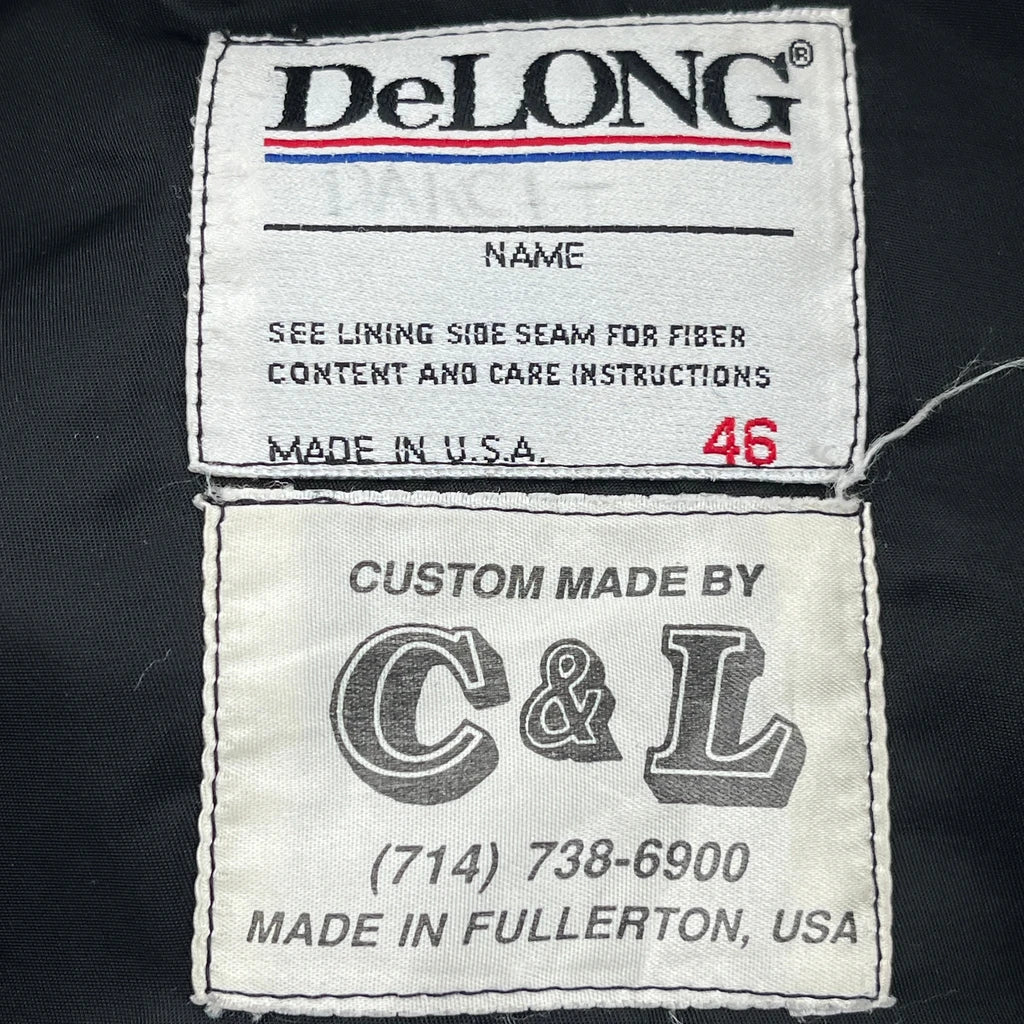 DeLONG®
NAME
SEE LINING SIDE SEAM FOR FIBER
CONTENT AND CARE INSTRUCTIONS
MADE IN U.S.A. 46
CUSTOM MADE BY
C & L
(714) 738-6900
MADE IN FULLERTON, USA